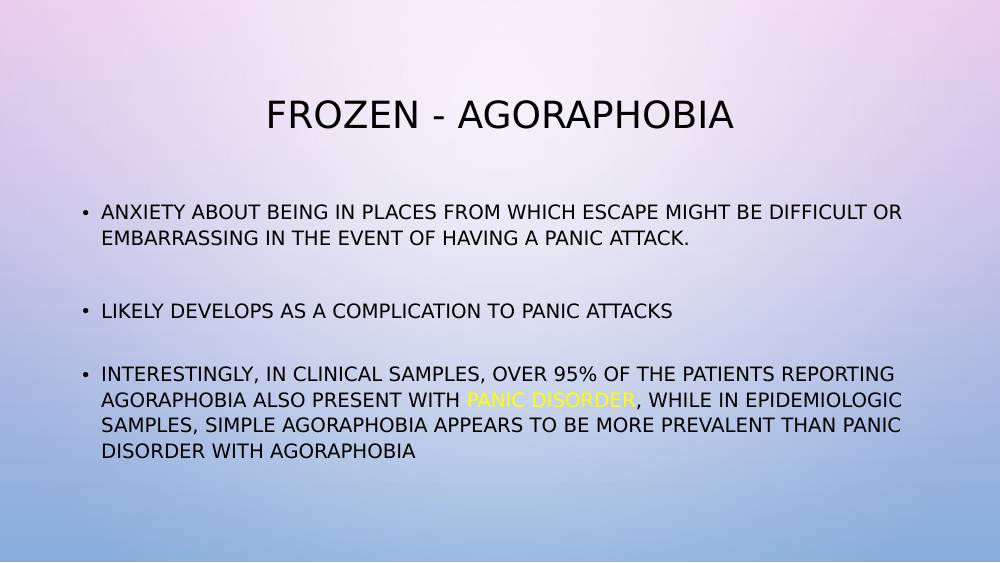 FROZEN - AGORAPHOBIA
• ANXIETY ABOUT BEING IN PLACES FROM WHICH ESCAPE MIGHT BE DIFFICULT OR
EMBARRASSING IN THE EVENT OF HAVING A PANIC ATTACK.
• LIKELY DEVELOPS AS A COMPLICATION TO PANIC ATTACKS
• INTERESTINGLY, IN CLINICAL SAMPLES, OVER 95% OF THE PATIENTS REPORTING
AGORAPHOBIA ALSO PRESENT WITH PANIC DISORDER, WHILE IN EPIDEMIOLOGIC
SAMPLES, SIMPLE AGORAPHOBIA APPEARS TO BE MORE PREVALENT THAN PANIC
DISORDER WITH AGORAPHOBIA